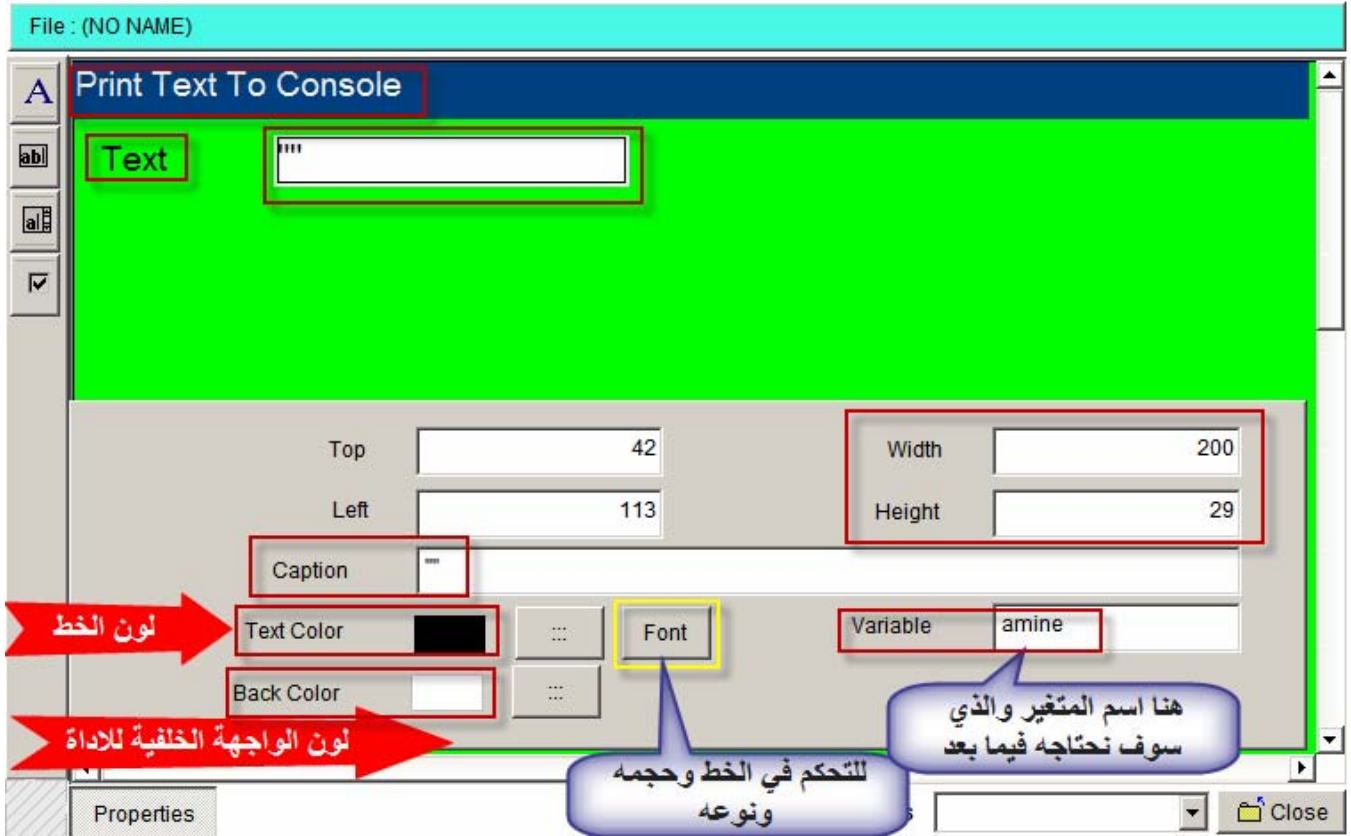 File : (NO NAME)
A
Print Text To Console
abl
Text
""
al
Top
42
Width
200
Left
113
Height
29
Caption
""
لون الخط
Text Color
:::
Font
Variable
amine
Back Color
:::
هنا اسم المتغير والذي
سوف نحتاجه فيما بعد
لون الواجهة الخلفية للاداة
للتحكم في الخط وحجمه
ونوعه
Properties
s
Close